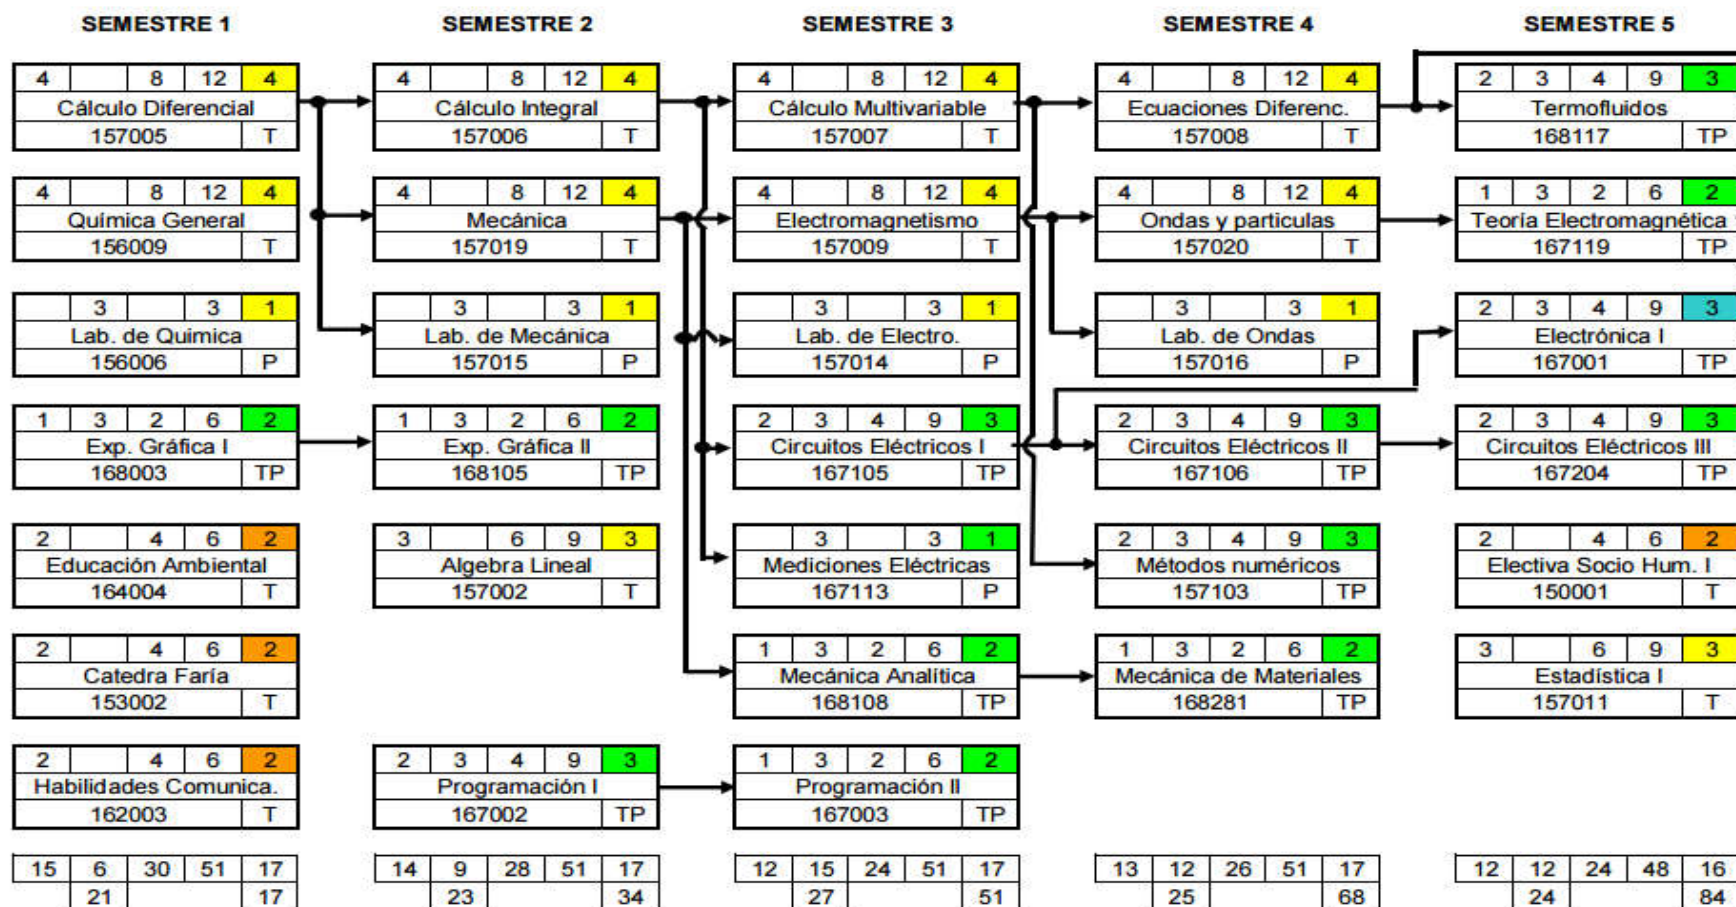 SEMESTRE 1 SEMESTRE 2 SEMESTRE 3 SEMESTRE 4 SEMESTRE 5
4 8 12 4 4 8 12 4 4 8 12 4 4 8 12 4 2 3 4 9 3
Cálculo Diferencial Cálculo Integral Cálculo Multivariable Ecuaciones Diferenc. Termofluidos
157005 T 157006 T 157007 T 157008 T 168117 TP
4 8 12 4 4 8 12 4 4 8 12 4 4 8 12 4 1 3 2 6 2
Química General Mecánica Electromagnetismo Ondas y particulas Teoría Electromagnética
156009 T 157019 T 157009 T 157020 T 167119 TP
3 3 1 3 3 1 3 3 1 3 3 1 2 3 4 9 3
Lab. de Quimica Lab. de Mecánica Lab. de Electro. Lab. de Ondas Electrónica I
156006 P 157015 P 157014 P 157016 P 167001 TP
1 3 2 6 2 1 3 2 6 2 2 3 4 9 3 2 3 4 9 3 2 3 4 9 3
Exp. Gráfica I Exp. Gráfica II Circuitos Eléctricos I Circuitos Eléctricos II Circuitos Eléctricos III
168003 TP 168105 TP 167105 TP 167106 TP 167204 TP
2 4 6 2 3 6 9 3 3 3 1 2 3 4 9 3 2 4 6 2
Educación Ambiental Algebra Lineal Mediciones Eléctricas Métodos numéricos Electiva Socio Hum. I
164004 T 157002 T 167113 P 157103 TP 150001 T
2 4 6 2 1 3 2 6 2 1 3 2 6 2 3 6 9 3
Catedra Faría Mecánica Analítica Mecánica de Materiales Estadística I
153002 T 168108 TP 168281 TP 157011 T
2 4 6 2 2 3 4 9 3 1 3 2 6 2
Habilidades Comunica. Programación I Programación II
162003 T 167002 TP 167003 TP
15 6 30 51 17 14 9 28 51 17 12 15 24 51 17 13 12 26 51 17 12 12 24 48 16
21 17 23 34 27 51 25 68 24 84